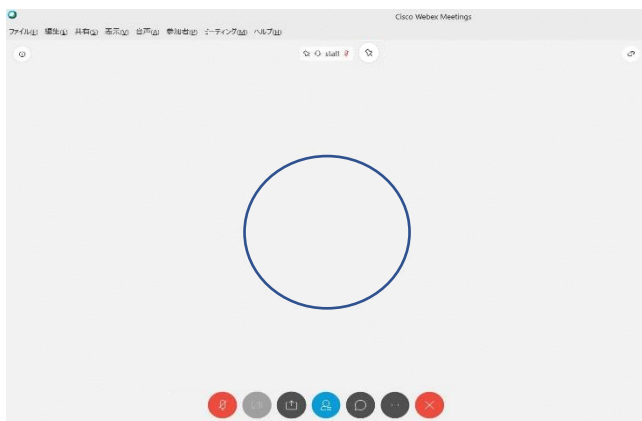 Cisco Webex Meetings
ファイル(F) 編集(E) 共有(S) 表示(V) 音声(A) 参加者(P) ミーティング(M) ヘルプ(H)
staff